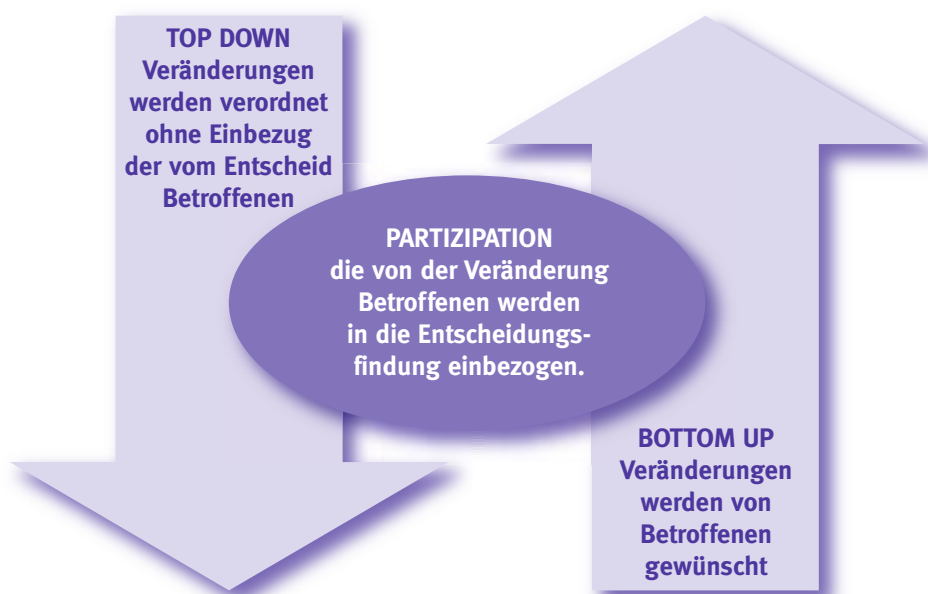 TOP DOWN
Veränderungen
werden verordnet
ohne Einbezug
der vom Entscheid
Betroffenen
PARTIZIPATION
die von der Veränderung
Betroffenen werden
in die Entscheidungs-
findung einbezogen.
BOTTOM UP
Veränderungen
werden von
Betroffenen
gewünscht